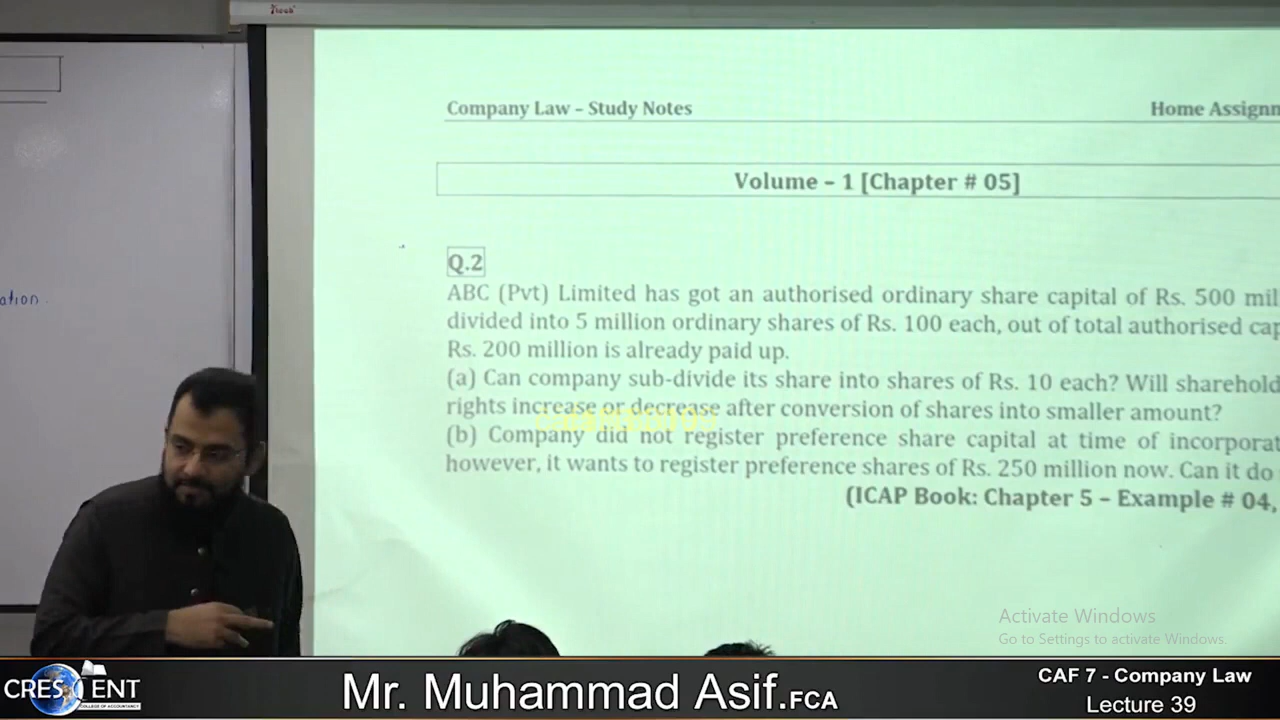 Company Law – Study Notes
Home Assignm
Volume – 1 [Chapter # 05]
Q.2
ABC (Pvt) Limited has got an authorised ordinary share capital of Rs. 500 mil
divided into 5 million ordinary shares of Rs. 100 each, out of total authorised cap
Rs. 200 million is already paid up.
(a) Can company sub-divide its share into shares of Rs. 10 each? Will sharehold
rights increase or decrease after conversion of shares into smaller amount?
(b) Company did not register preference share capital at time of incorporat
however, it wants to register preference shares of Rs. 250 million now. Can it do
(ICAP Book: Chapter 5 – Example # 04,
ation
Activate Windows
Go to Settings to activate Windows.
CRESCENT
COLLEGE OF ACCOUNTANCY
Mr. Muhammad Asif.FCA
CAF 7 - Company Law
Lecture 39